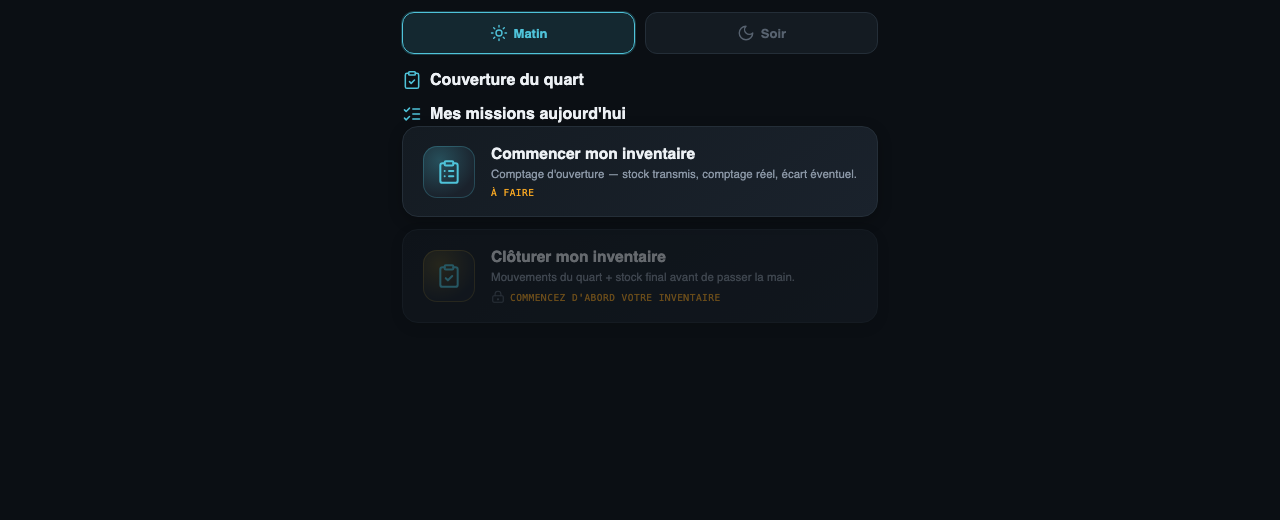 Matin
Soir
Couverture du quart
Mes missions aujourd'hui
Commencer mon inventaire
Comptage d'ouverture — stock transmis, comptage réel, écart éventuel.
À FAIRE
Clôturer mon inventaire
Mouvements du quart + stock final avant de passer la main.
COMMENCEZ D'ABORD VOTRE INVENTAIRE